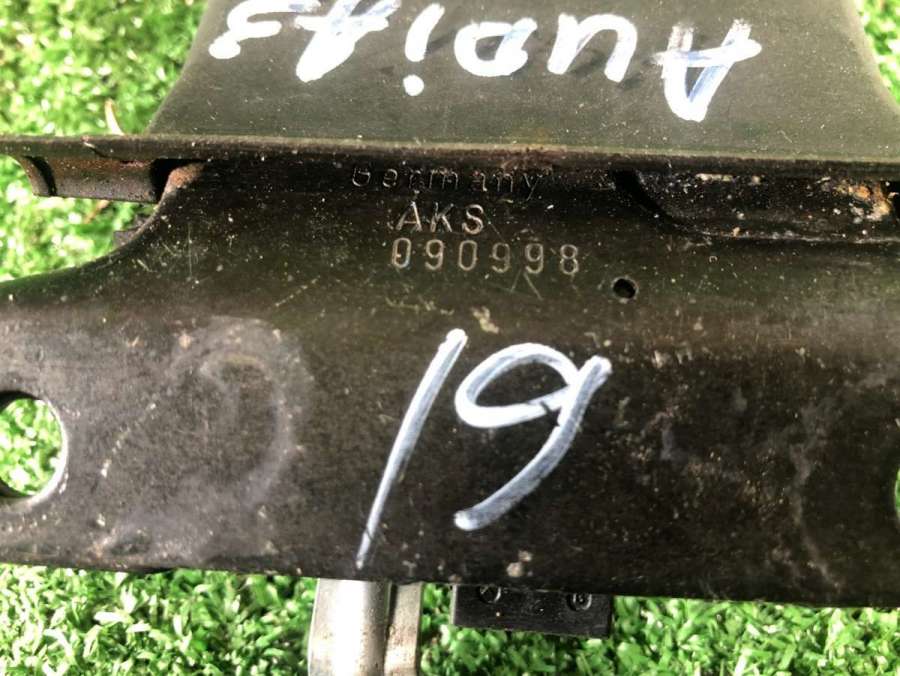 AUDi A3
Germany
AKS
090998
19